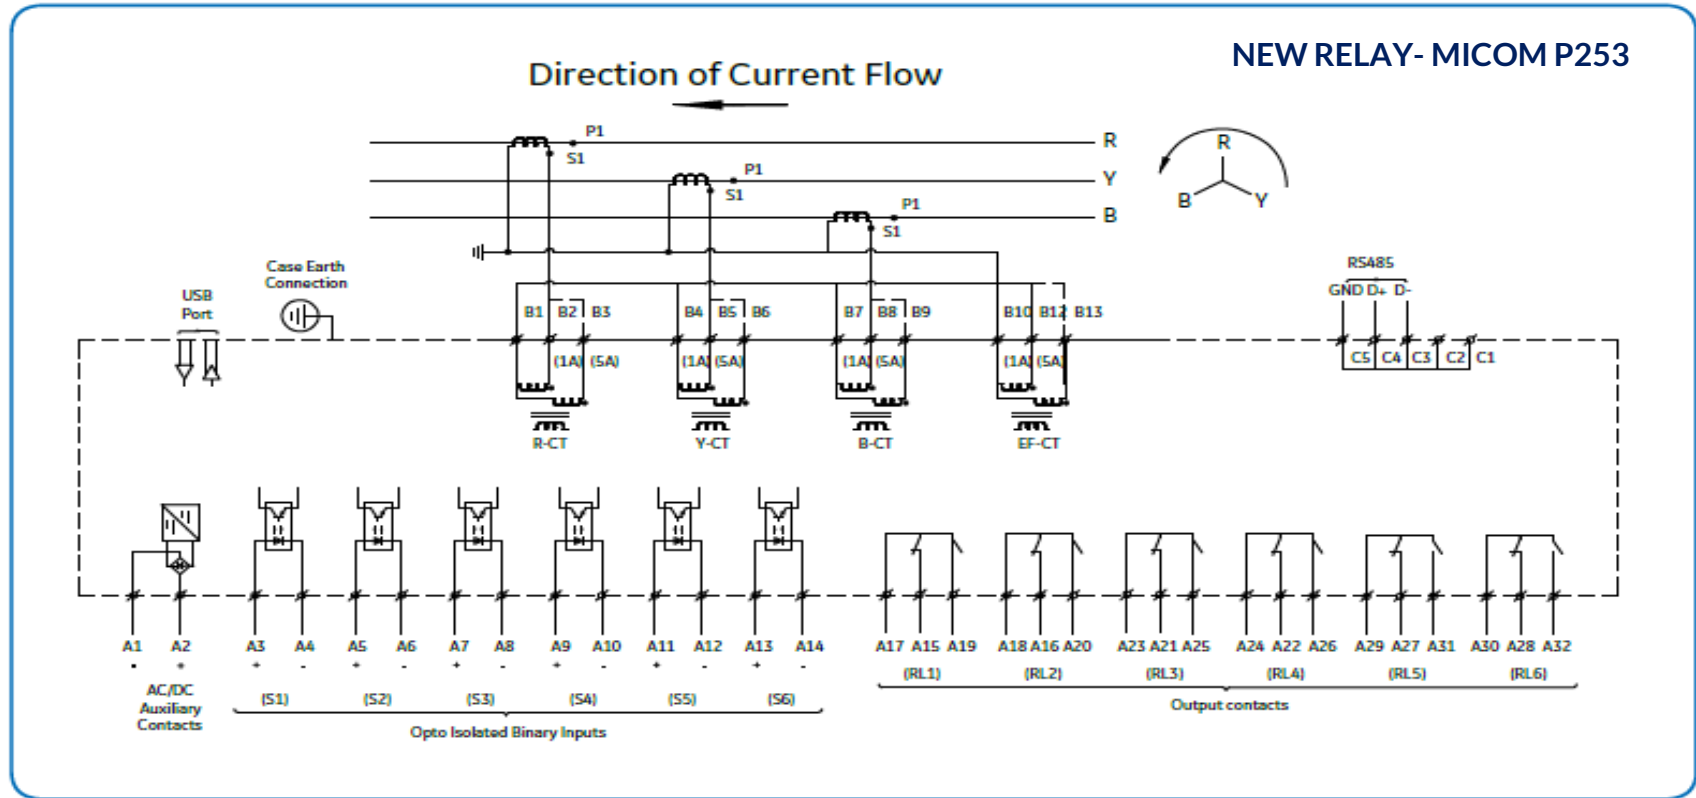 NEW RELAY- MICOM P253
Direction of Current Flow
P1
R
S1
P1
Y
S1
P1
B
S1
R
B Y
Case Earth
Connection
USB
Port
RS485
GND D+ D-
B1 B2 B3 B4 B5 B6 B7 B8 B9 B10 B12 B13
(1A) (5A) (1A) (5A) (1A) (5A) (1A) (5A)
C5 C4 C3 C2 C1
R-CT Y-CT B-CT EF-CT
A1 A2 A3 A4 A5 A6 A7 A8 A9 A10 A11 A12 A13 A14 A17 A15 A19 A18 A16 A20 A23 A21 A25 A24 A22 A26 A29 A27 A31 A30 A28 A32
- + + - + - + - + - + - + -
(RL1) (RL2) (RL3) (RL4) (RL5) (RL6)
AC/DC
Auxiliary
Contacts
(S1) (S2) (S3) (S4) (S5) (S6)
Output contacts
Opto Isolated Binary Inputs